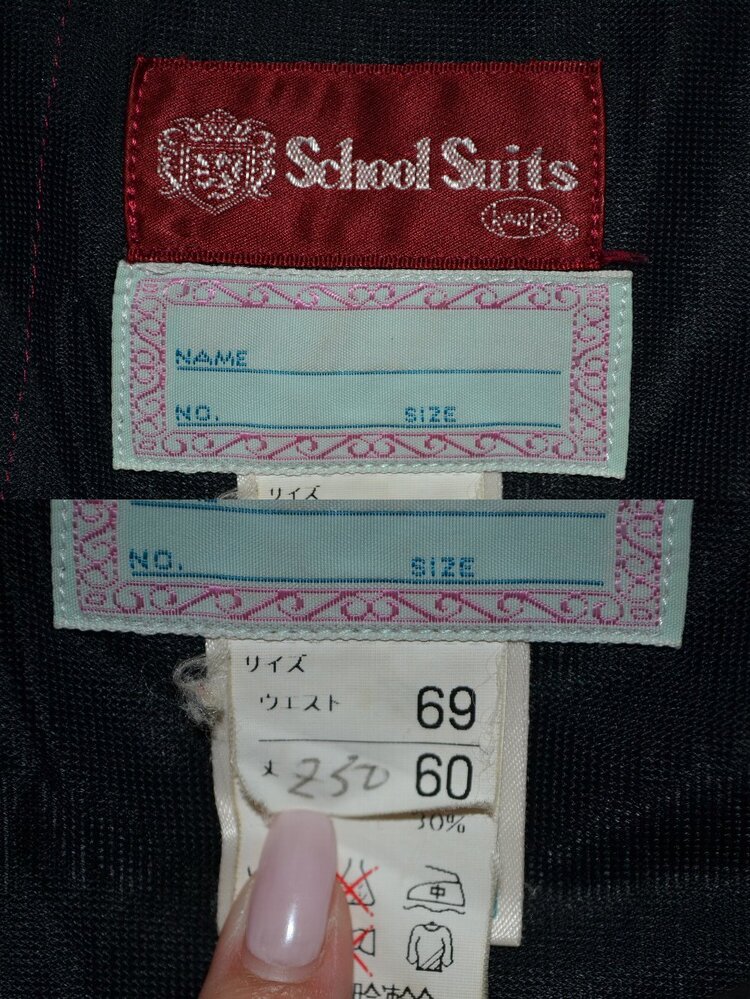 School Suits
KANKO®
NAME
NO. SIZE
サイズ
NO. SIZE
サイズ
ウエスト 69
60
30%
中